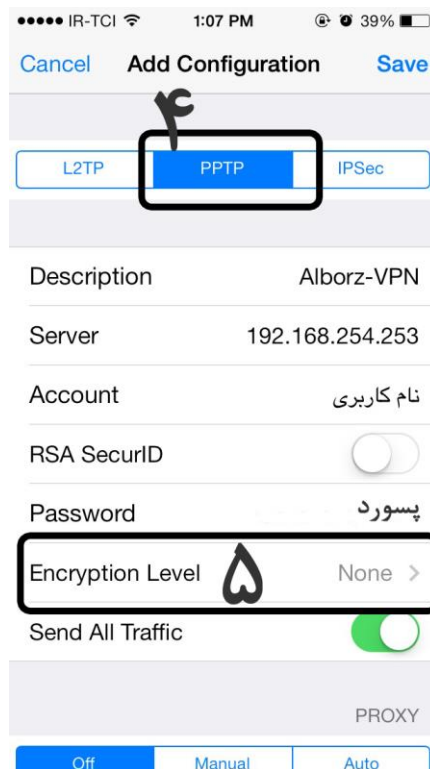 ●●●●● IR-TCI 1:07 PM 39%
Cancel Add Configuration Save
۴
L2TP PPTP IPSec
Description Alborz-VPN
Server 192.168.254.253
Account نام کاربری
RSA SecurID
Password پسورد
Encryption Level ۵ None >
Send All Traffic
PROXY
Off Manual Auto